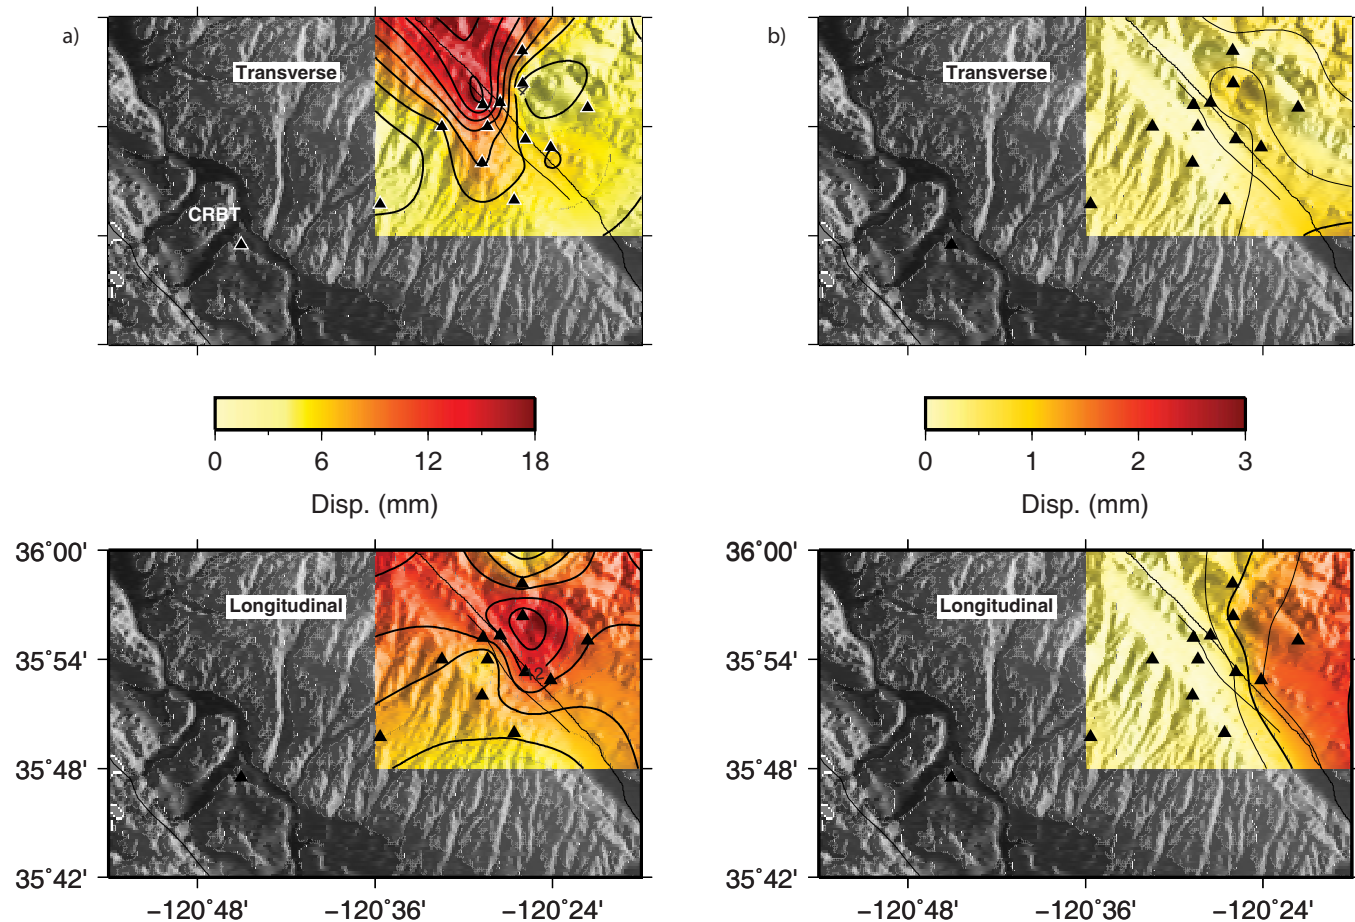 a)
b)
Transverse
Transverse
CRBT
0 6 12 18
0 1 2 3
Disp. (mm)
Disp. (mm)
36°00'
36°00'
Longitudinal
Longitudinal
35°54'
35°54'
35°48'
35°48'
35°42'
35°42'
−120°48' −120°36' −120°24'
−120°48' −120°36' −120°24'